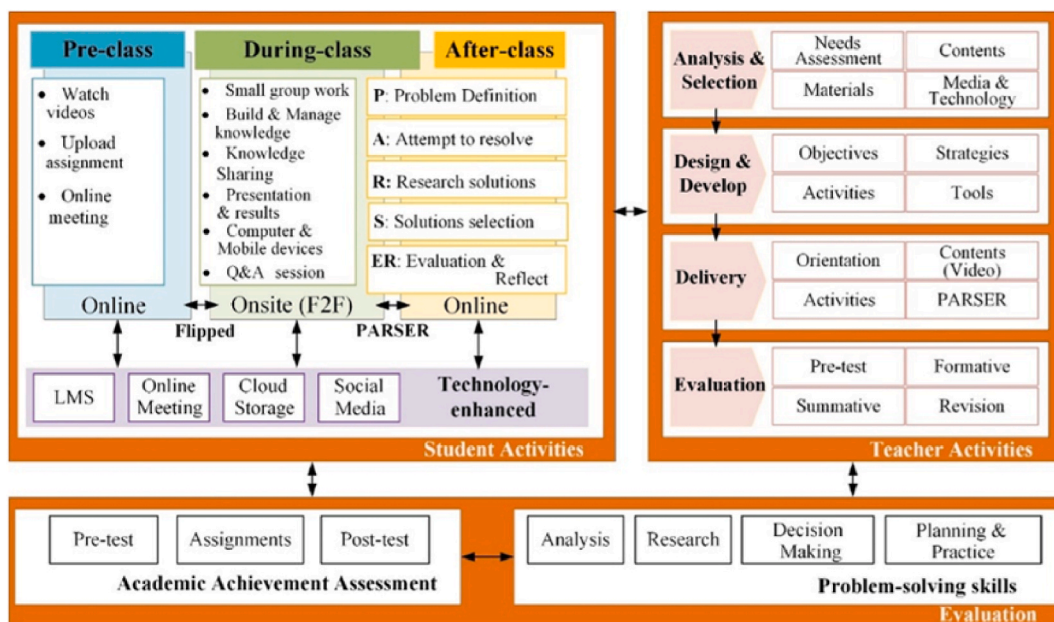 Pre-class
During-class
After-class
• Watch
videos
• Upload
assignment
• Online
meeting
• Small group work
• Build & Manage
knowledge
• Knowledge
Sharing
• Presentation
& results
• Computer &
Mobile devices
• Q&A session
P: Problem Definition
A: Attempt to resolve
R: Research solutions
S: Solutions selection
ER: Evaluation &
Reflect
Online
Onsite (F2F)
Online
Flipped
PARSER
LMS
Online
Meeting
Cloud
Storage
Social
Media
Technology-
enhanced
Student Activities
Analysis &
Selection
Needs
Assessment
Contents
Materials
Media &
Technology
Design &
Develop
Objectives
Strategies
Activities
Tools
Delivery
Orientation
Contents
(Video)
Activities
PARSER
Evaluation
Pre-test
Formative
Summative
Revision
Teacher Activities
Pre-test
Assignments
Post-test
Academic Achievement Assessment
Analysis
Research
Decision
Making
Planning &
Practice
Problem-solving skills
Evaluation